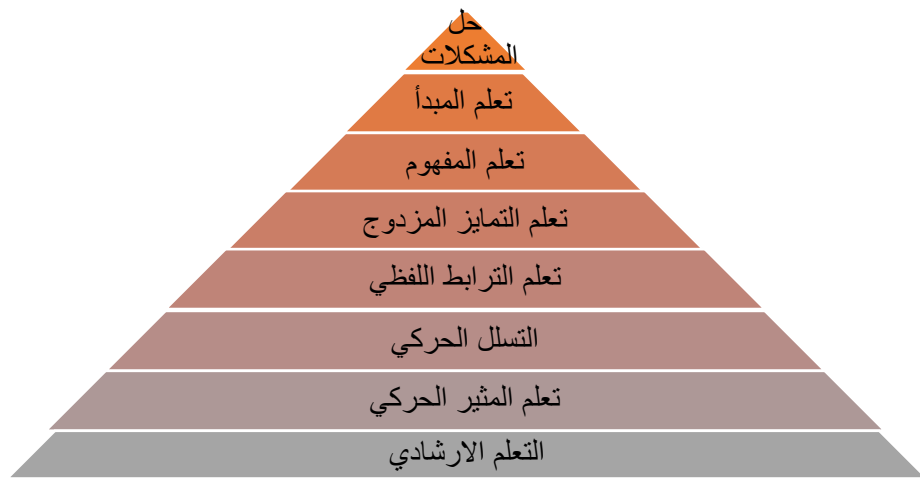 حل
المشكلات
تعلم المبدأ
تعلم المفهوم
تعلم التمايز المزدوج
تعلم الترابط اللفظي
التسلل الحركي
تعلم المثير الحركي
التعلم الارشادي